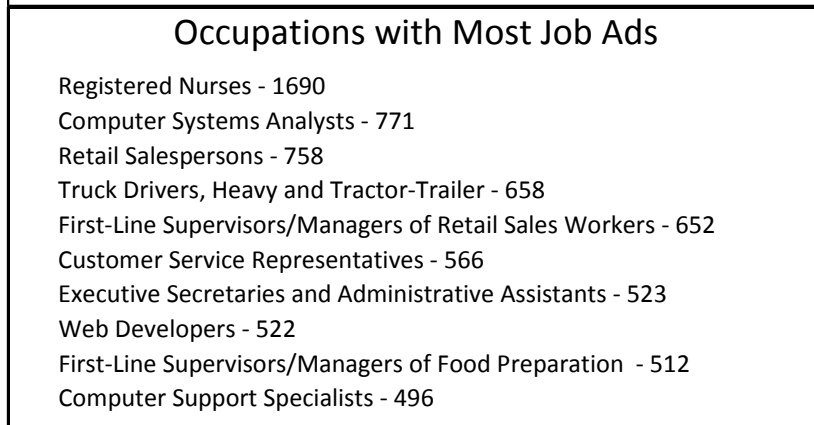 Occupations with Most Job Ads
Registered Nurses - 1690
Computer Systems Analysts - 771
Retail Salespersons - 758
Truck Drivers, Heavy and Tractor-Trailer - 658
First-Line Supervisors/Managers of Retail Sales Workers - 652
Customer Service Representatives - 566
Executive Secretaries and Administrative Assistants - 523
Web Developers - 522
First-Line Supervisors/Managers of Food Preparation  - 512
Computer Support Specialists - 496